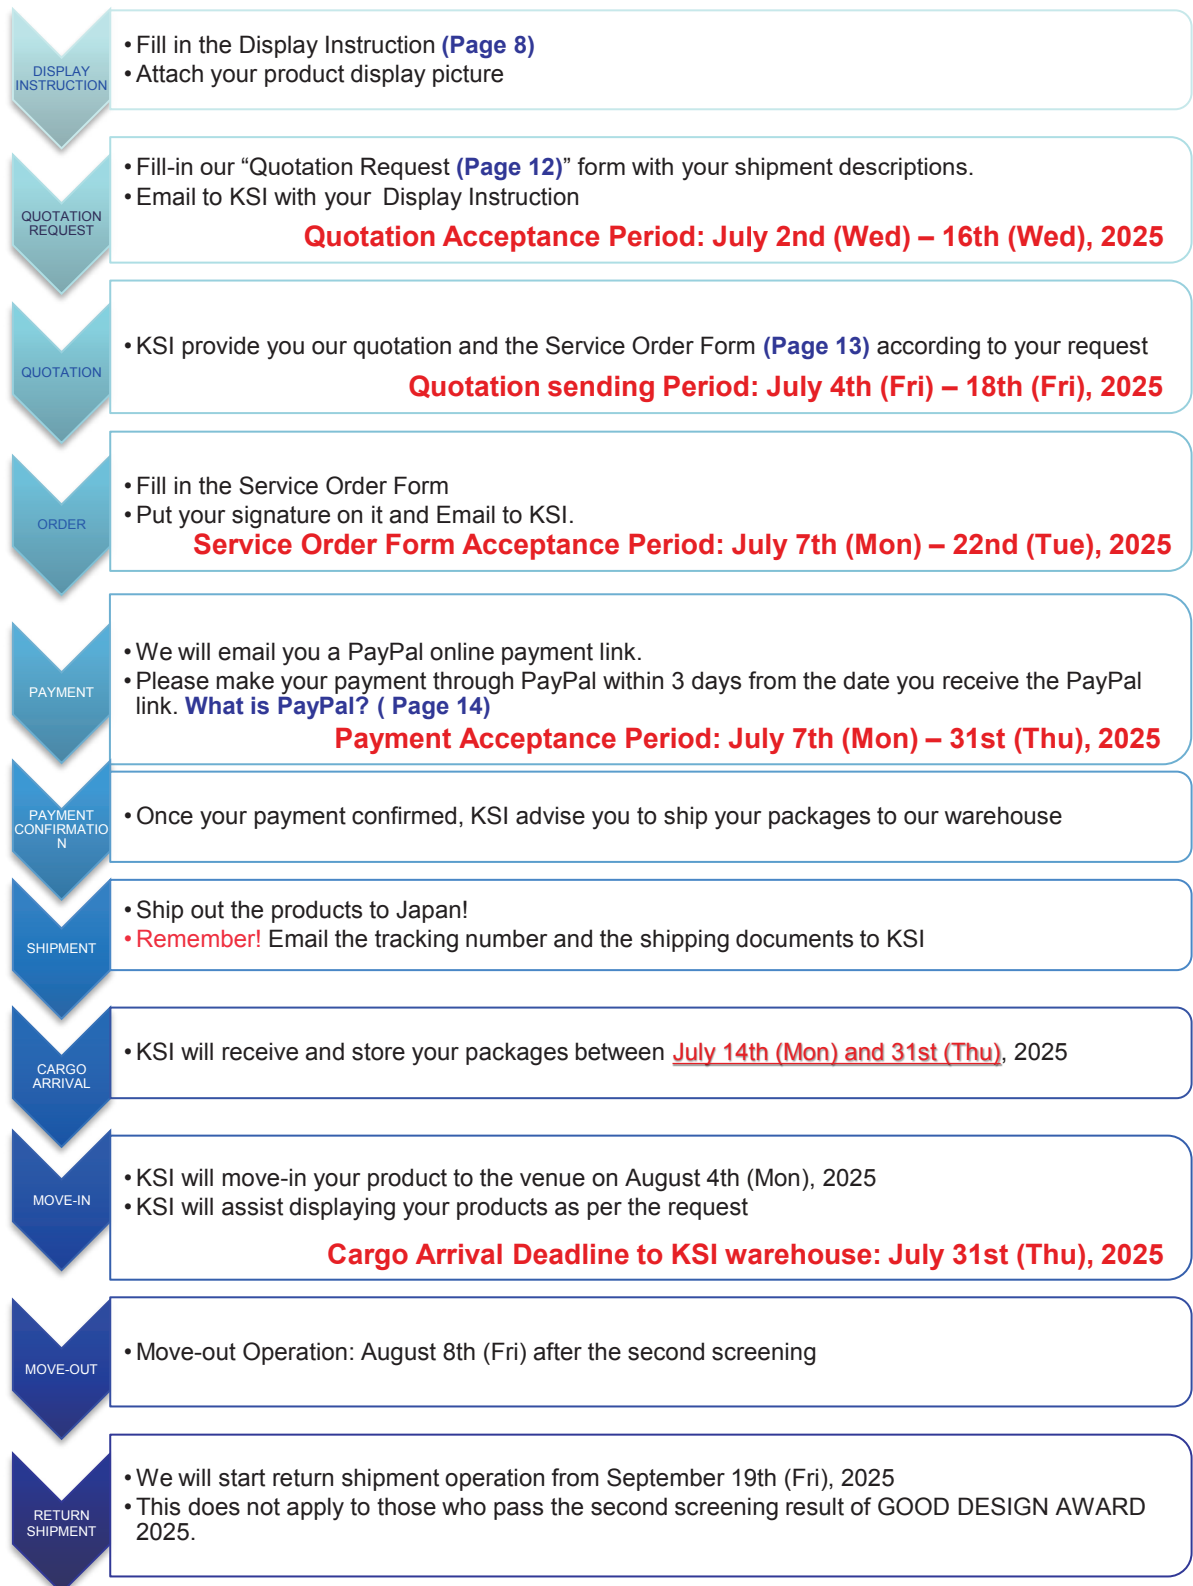 DISPLAY
INSTRUCTION
• Fill in the Display Instruction (Page 8)
• Attach your product display picture
QUOTATION
REQUEST
• Fill-in our “Quotation Request (Page 12)” form with your shipment descriptions.
• Email to KSI with your Display Instruction
Quotation Acceptance Period: July 2nd (Wed) – 16th (Wed), 2025
QUOTATION
• KSI provide you our quotation and the Service Order Form (Page 13) according to your request
Quotation sending Period: July 4th (Fri) – 18th (Fri), 2025
ORDER
• Fill in the Service Order Form
• Put your signature on it and Email to KSI.
Service Order Form Acceptance Period: July 7th (Mon) – 22nd (Tue), 2025
PAYMENT
• We will email you a PayPal online payment link.
• Please make your payment through PayPal within 3 days from the date you receive the PayPal
link. What is PayPal? ( Page 14)
Payment Acceptance Period: July 7th (Mon) – 31st (Thu), 2025
PAYMENT
CONFIRMATIO
N
• Once your payment confirmed, KSI advise you to ship your packages to our warehouse
SHIPMENT
• Ship out the products to Japan!
• Remember! Email the tracking number and the shipping documents to KSI
CARGO
ARRIVAL
• KSI will receive and store your packages between July 14th (Mon) and 31st (Thu), 2025
MOVE-IN
• KSI will move-in your product to the venue on August 4th (Mon), 2025
• KSI will assist displaying your products as per the request
Cargo Arrival Deadline to KSI warehouse: July 31st (Thu), 2025
MOVE-OUT
• Move-out Operation: August 8th (Fri) after the second screening
RETURN
SHIPMENT
• We will start return shipment operation from September 19th (Fri), 2025
• This does not apply to those who pass the second screening result of GOOD DESIGN AWARD
2025.